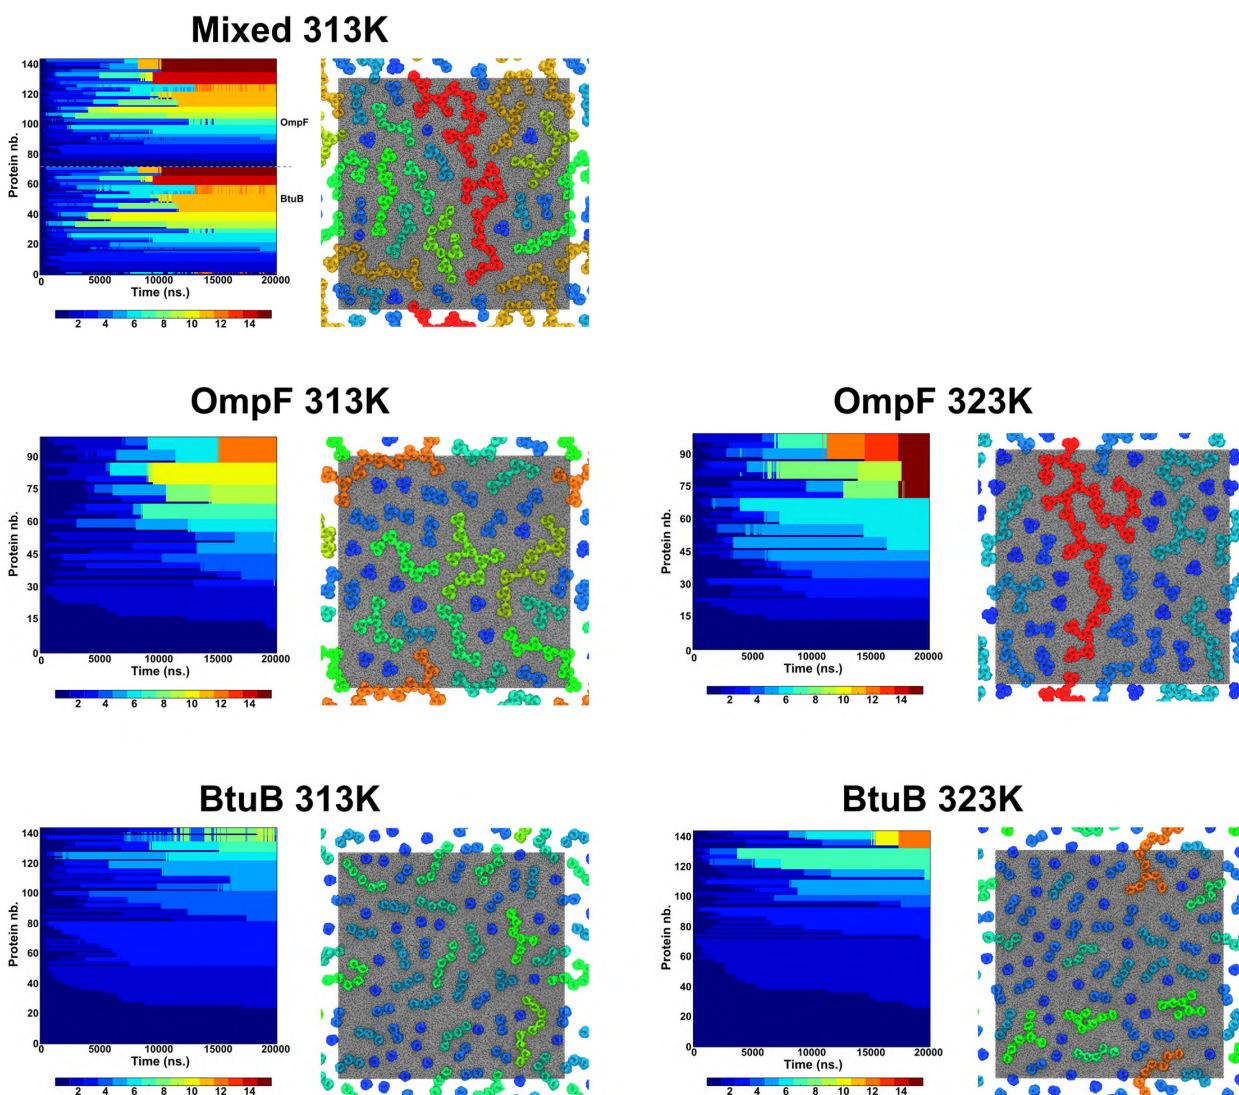 Mixed 313K
Protein nb.
140
120
100
80
60
40
20
0
OmpF
BtuB
0 5000 10000 15000 20000
Time (ns.)
2 4 6 8 10 12 14
OmpF 313K
Protein nb.
90
75
60
45
30
15
0
0 5000 10000 15000 20000
Time (ns.)
2 4 6 8 10 12 14
OmpF 323K
Protein nb.
90
75
60
45
30
15
0
0 5000 10000 15000 20000
Time (ns.)
2 4 6 8 10 12 14
BtuB 313K
Protein nb.
140
120
100
80
60
40
20
0
0 5000 10000 15000 20000
Time (ns.)
2 4 6 8 10 12 14
BtuB 323K
Protein nb.
140
120
100
80
60
40
20
0
0 5000 10000 15000 20000
Time (ns.)
2 4 6 8 10 12 14